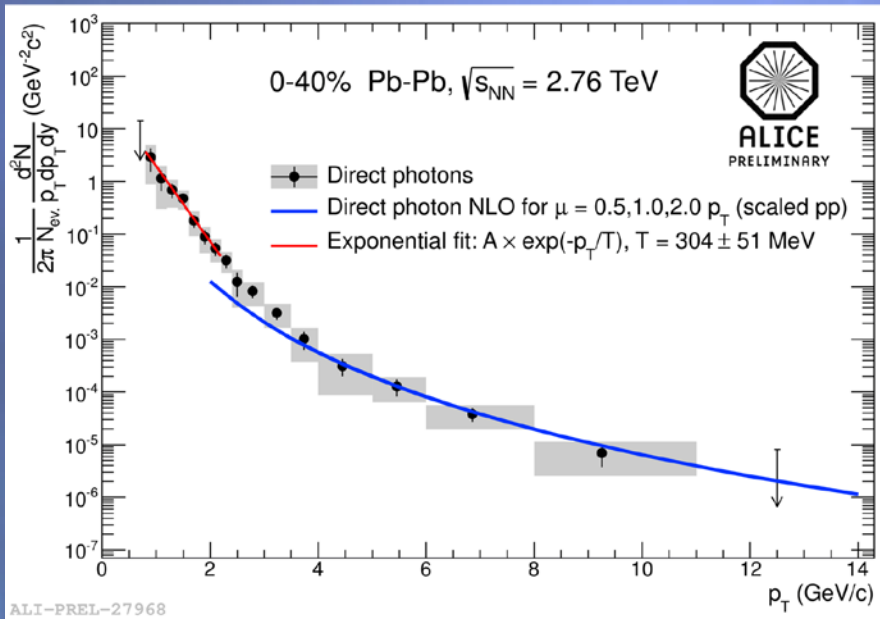 0-40% Pb-Pb, √s_NN = 2.76 TeV
ALICE
PRELIMINARY
Direct photons
Direct photon NLO for μ = 0.5,1.0,2.0 p_T (scaled pp)
Exponential fit: A × exp(-p_T/T), T = 304 ± 51 MeV
1/(2π N_ev.) d²N/(p_T dp_T dy) (GeV⁻²c²)
10³
10²
10
1
10⁻¹
10⁻²
10⁻³
10⁻⁴
10⁻⁵
10⁻⁶
10⁻⁷
0 2 4 6 8 10 12 14
p_T (GeV/c)
ALI-PREL-27968